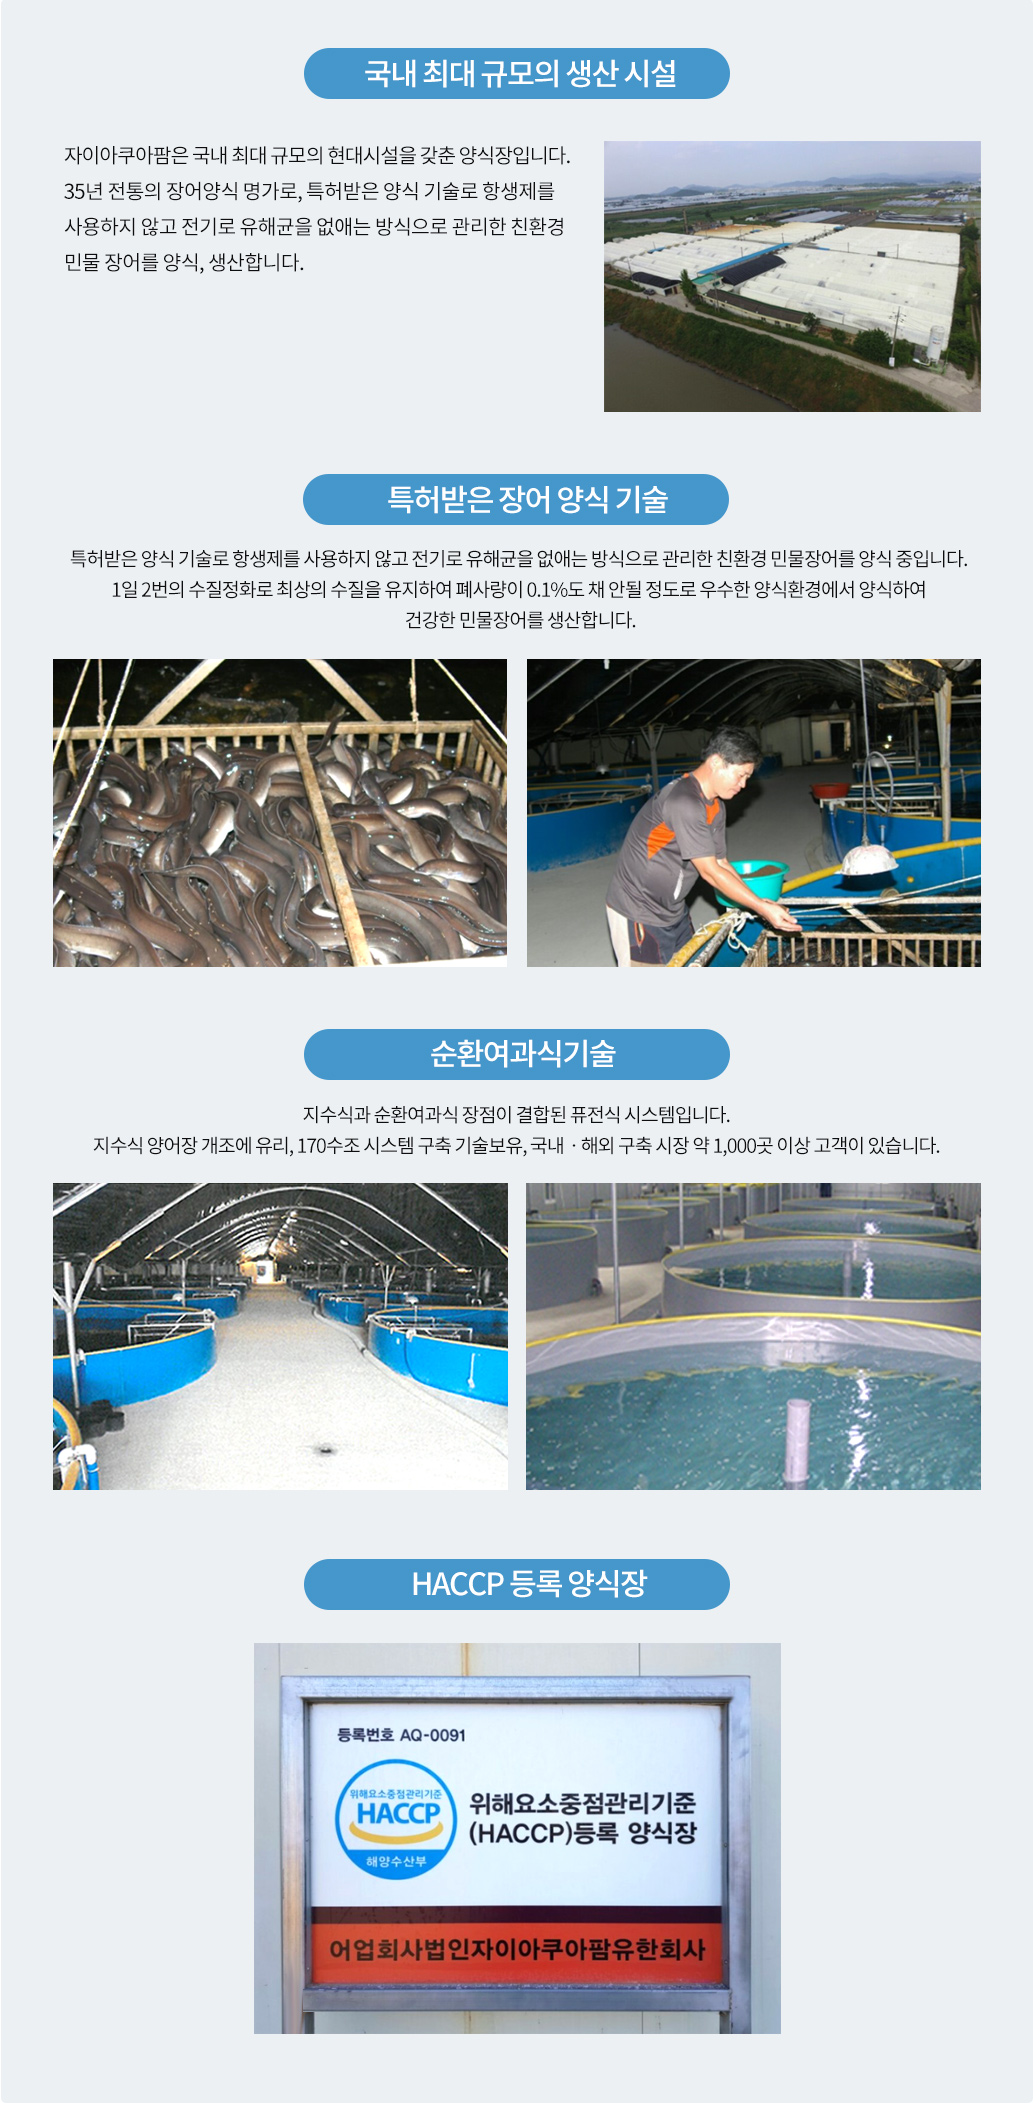 국내 최대 규모의 생산 시설
자이아쿠아팜은 국내 최대 규모의 현대시설을 갖춘 양식장입니다.
35년 전통의 장어양식 명가로, 특허받은 양식 기술로 항생제를
사용하지 않고 전기로 유해균을 없애는 방식으로 관리한 친환경
민물 장어를 양식, 생산합니다.
특허받은 장어 양식 기술
특허받은 양식 기술로 항생제를 사용하지 않고 전기로 유해균을 없애는 방식으로 관리한 친환경 민물장어를 양식 중입니다.
1일 2번의 수질정화로 최상의 수질을 유지하여 폐사량이 0.1%도 채 안될 정도로 우수한 양식환경에서 양식하여
건강한 민물장어를 생산합니다.
순환여과식기술
지수식과 순환여과식 장점이 결합된 퓨전식 시스템입니다.
지수식 양어장 개조에 유리, 170수조 시스템 구축 기술보유, 국내 · 해외 구축 시장 약 1,000곳 이상 고객이 있습니다.
HACCP 등록 양식장
등록번호 AQ-0091
위해요소중점관리기준
HACCP
해양수산부
위해요소중점관리기준
(HACCP)등록 양식장
어업회사법인자이아쿠아팜유한회사